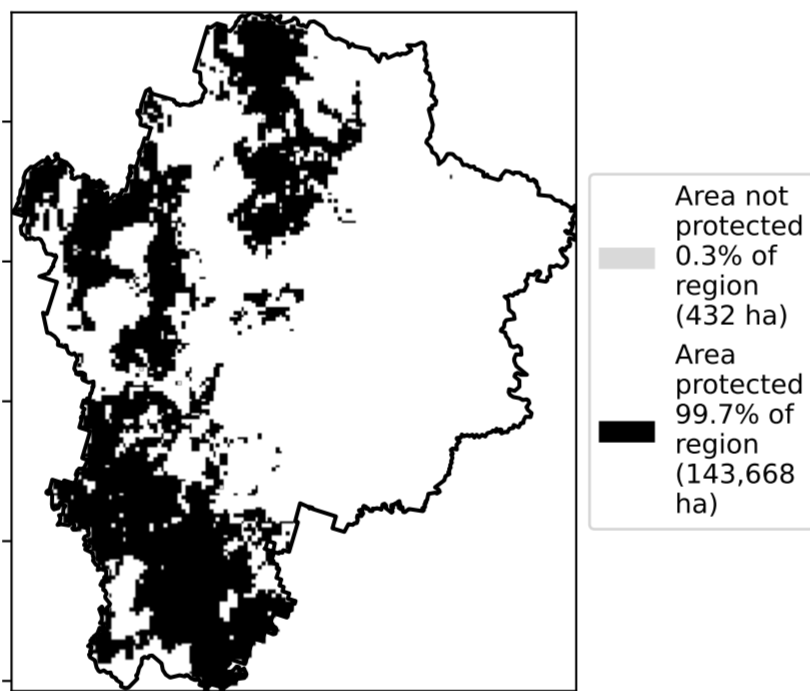 Area not
protected
0.3% of
region
(432 ha)
Area
protected
99.7% of
region
(143,668
ha)